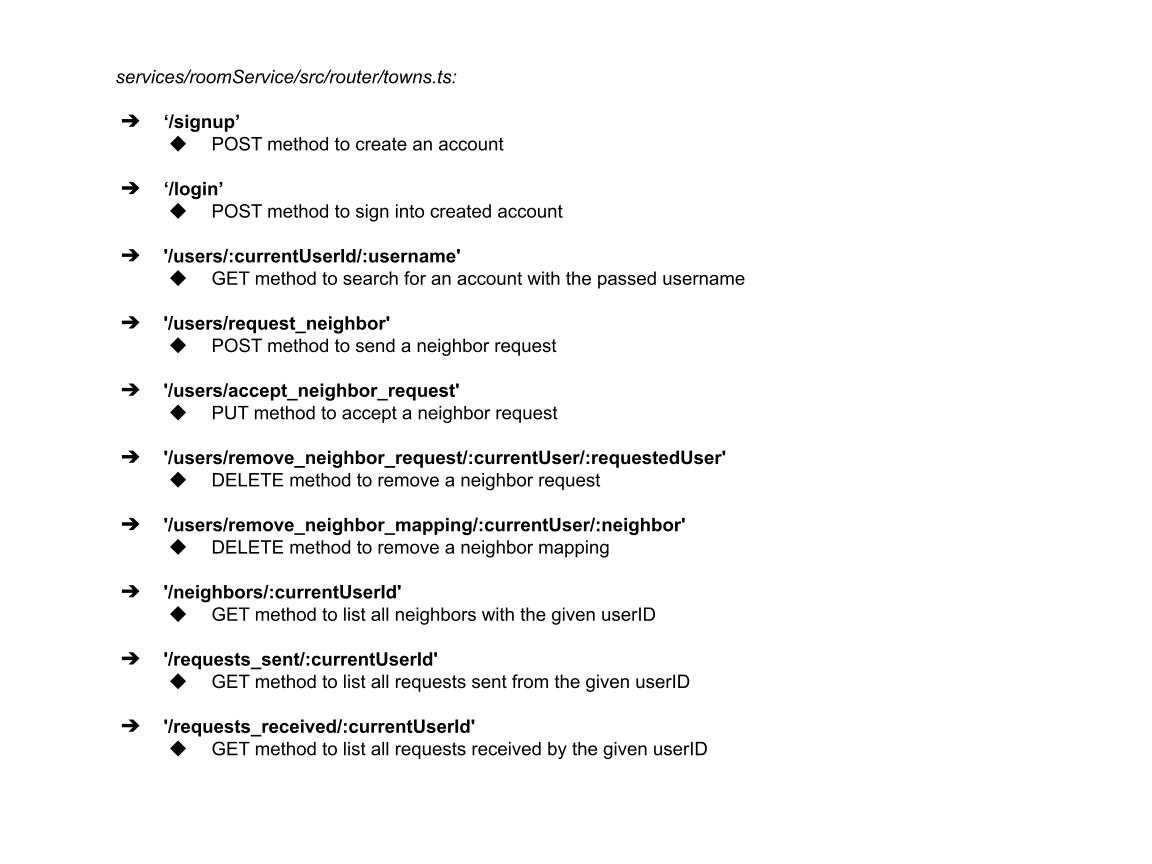 services/roomService/src/router/towns.ts:
➔ ‘/signup’
◆ POST method to create an account
➔ ‘/login’
◆ POST method to sign into created account
➔ '/users/:currentUserId/:username'
◆ GET method to search for an account with the passed username
➔ '/users/request_neighbor'
◆ POST method to send a neighbor request
➔ '/users/accept_neighbor_request'
◆ PUT method to accept a neighbor request
➔ '/users/remove_neighbor_request/:currentUser/:requestedUser'
◆ DELETE method to remove a neighbor request
➔ '/users/remove_neighbor_mapping/:currentUser/:neighbor'
◆ DELETE method to remove a neighbor mapping
➔ '/neighbors/:currentUserId'
◆ GET method to list all neighbors with the given userID
➔ '/requests_sent/:currentUserId'
◆ GET method to list all requests sent from the given userID
➔ '/requests_received/:currentUserId'
◆ GET method to list all requests received by the given userID